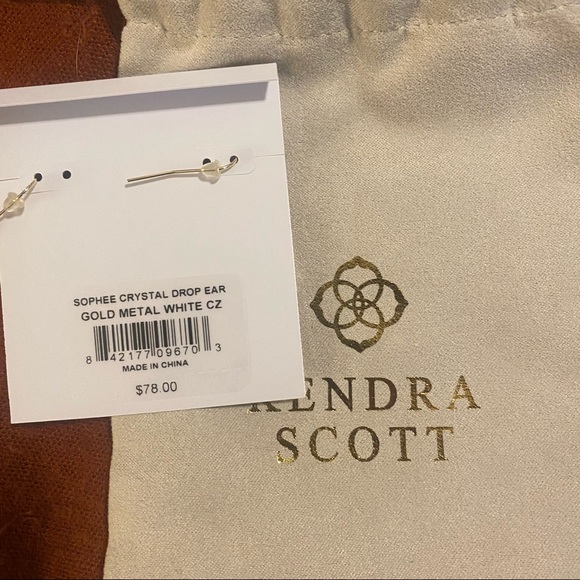 SOPHEE CRYSTAL DROP EAR
GOLD METAL WHITE CZ
8 42177 09670 3
MADE IN CHINA
$78.00
KENDRA
SCOTT